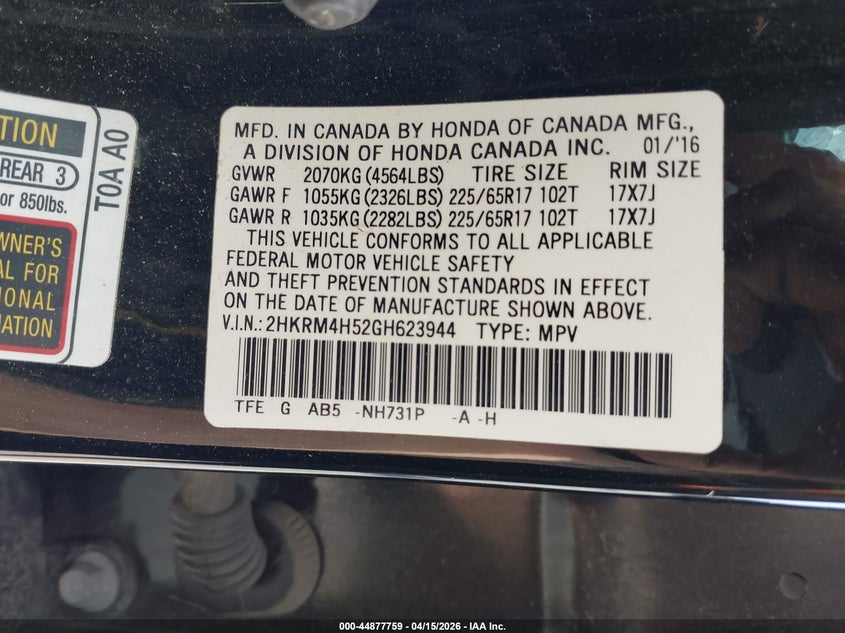 TION
REAR 3
or 850lbs.
WNER'S
AL FOR
IONAL
MATION
TOA A0
MFD. IN CANADA BY HONDA OF CANADA MFG.,
A DIVISION OF HONDA CANADA INC. 01/'16
GVWR 2070KG (4564LBS) TIRE SIZE RIM SIZE
GAWR F 1055KG (2326LBS) 225/65R17 102T 17X7J
GAWR R 1035KG (2282LBS) 225/65R17 102T 17X7J
THIS VEHICLE CONFORMS TO ALL APPLICABLE
FEDERAL MOTOR VEHICLE SAFETY
AND THEFT PREVENTION STANDARDS IN EFFECT
ON THE DATE OF MANUFACTURE SHOWN ABOVE.
V.I.N.: 2HKRM4H52GH623944 TYPE: MPV
TFE G AB5 -NH731P -A -H
000-44877759 - 04/15/2026 - IAA Inc.